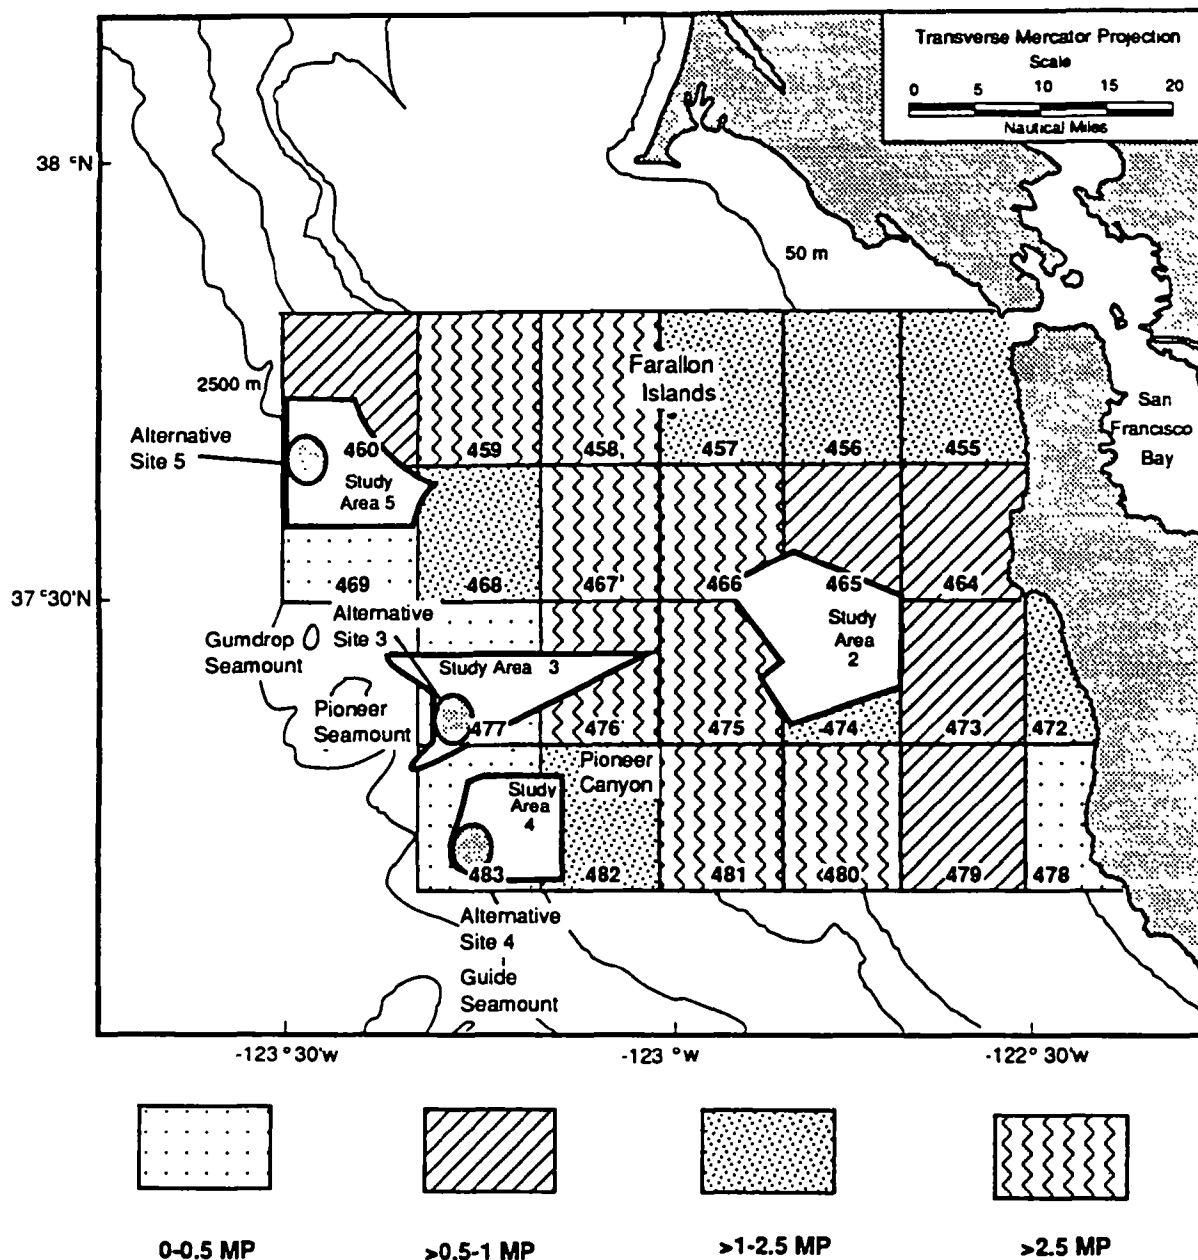 Transverse Mercator Projection
Scale
0 5 10 15 20
Nautical Miles
38 °N
50 m
2500 m
Farallon
Islands
San
Francisco
Bay
Alternative
Site 5
460 459 458 457 456 455
Study
Area 5
469 468 467 466 465 464
37° 30'N
Alternative
Site 3
Study
Area
2
Gumdrop
Seamount
Study Area 3
Pioneer
Seamount
477 476 475 474 473 472
Pioneer
Canyon
Study
Area
4
483 482 481 480 479 478
Alternative
Site 4
Guide
Seamount
-123 ° 30'W -123 °W -122 ° 30'W
0-0.5 MP >0.5-1 MP >1-2.5 MP >2.5 MP